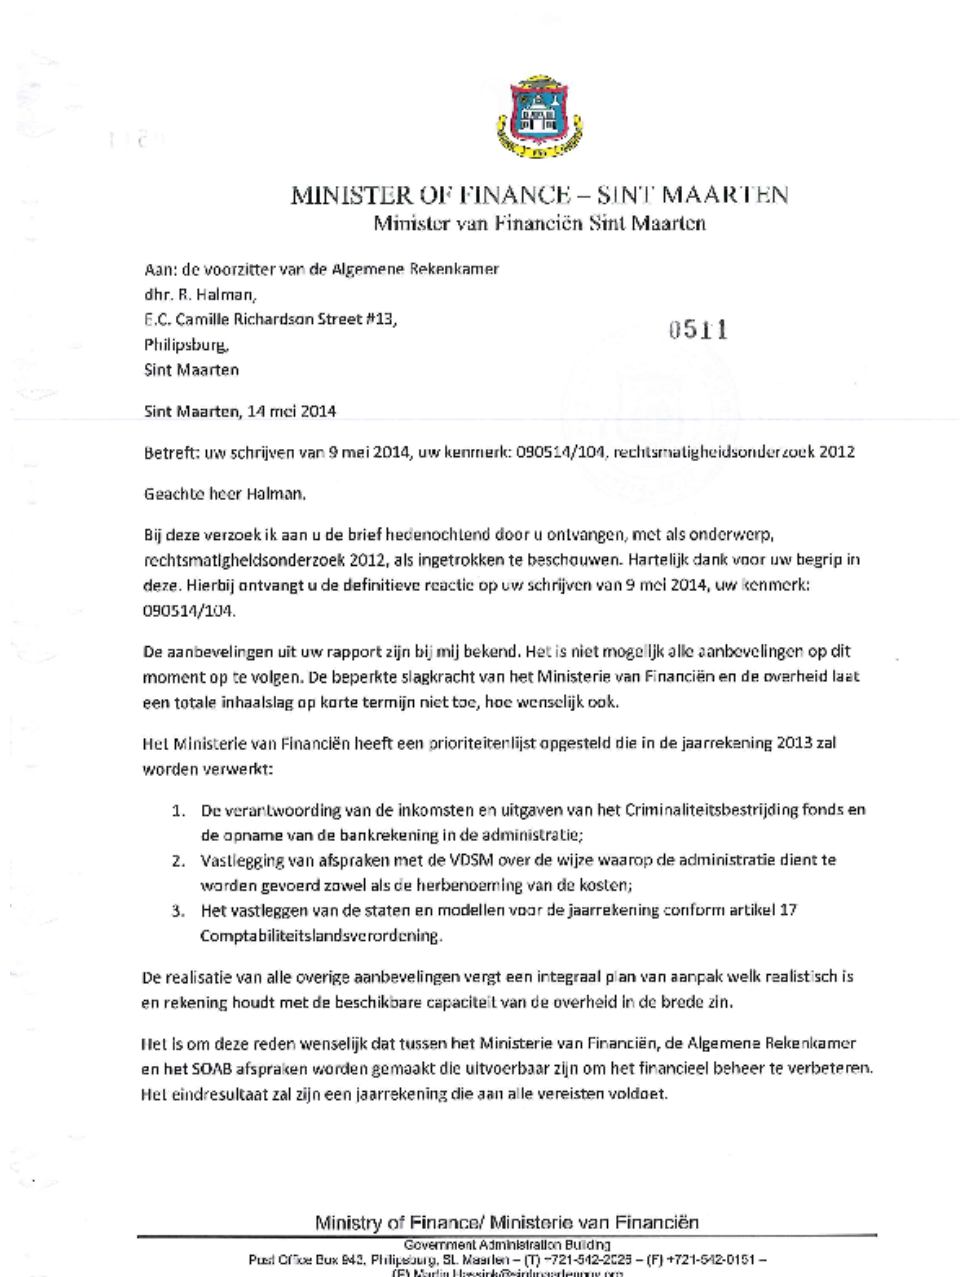 MINISTER OF FINANCE – SINT MAARTEN
Minister van Financiën Sint Maarten
Aan: de voorzitter van de Algemene Rekenkamer
dhr. R. Halman,
E.C. Camille Richardson Street #13,
0511
Philipsburg,
Sint Maarten
Sint Maarten, 14 mei 2014
Betreft: uw schrijven van 9 mei 2014, uw kenmerk: 090514/104, rechtsmatigheidsonderzoek 2012
Geachte heer Halman,
Bij deze verzoek ik aan u de brief hedenochtend door u ontvangen, met als onderwerp,
rechtsmatigheidsonderzoek 2012, als ingetrokken te beschouwen. Hartelijk dank voor uw begrip in
deze. Hierbij ontvangt u de definitieve reactie op uw schrijven van 9 mei 2014, uw kenmerk:
090514/104.
De aanbevelingen uit uw rapport zijn bij mij bekend. Het is niet mogelijk alle aanbevelingen op dit
moment op te volgen. De beperkte slagkracht van het Ministerie van Financiën en de overheid laat
een totale inhaalslag op korte termijn niet toe, hoe wenselijk ook.
Het Ministerie van Financiën heeft een prioriteitenlijst opgesteld die in de jaarrekening 2013 zal
worden verwerkt:
1. De verantwoording van de inkomsten en uitgaven van het Criminaliteitsbestrijding fonds en
de opname van de bankrekening in de administratie;
2. Vastlegging van afspraken met de VDSM over de wijze waarop de administratie dient te
worden gevoerd zowel als de herbenoeming van de kosten;
3. Het vastleggen van de staten en modellen voor de jaarrekening conform artikel 17
Comptabiliteitslandsverordening.
De realisatie van alle overige aanbevelingen vergt een integraal plan van aanpak welk realistisch is
en rekening houdt met de beschikbare capaciteit van de overheid in de brede zin.
Het is om deze reden wenselijk dat tussen het Ministerie van Financiën, de Algemene Rekenkamer
en het SOAB afspraken worden gemaakt die uitvoerbaar zijn om het financieel beheer te verbeteren.
Het eindresultaat zal zijn een jaarrekening die aan alle vereisten voldoet.
Ministry of Finance/ Ministerie van Financiën
Government Administration Building
Post Office Box 943, Philipsburg, St. Maarten – (T) +721-542-2026 – (F) +721-542-0151 –